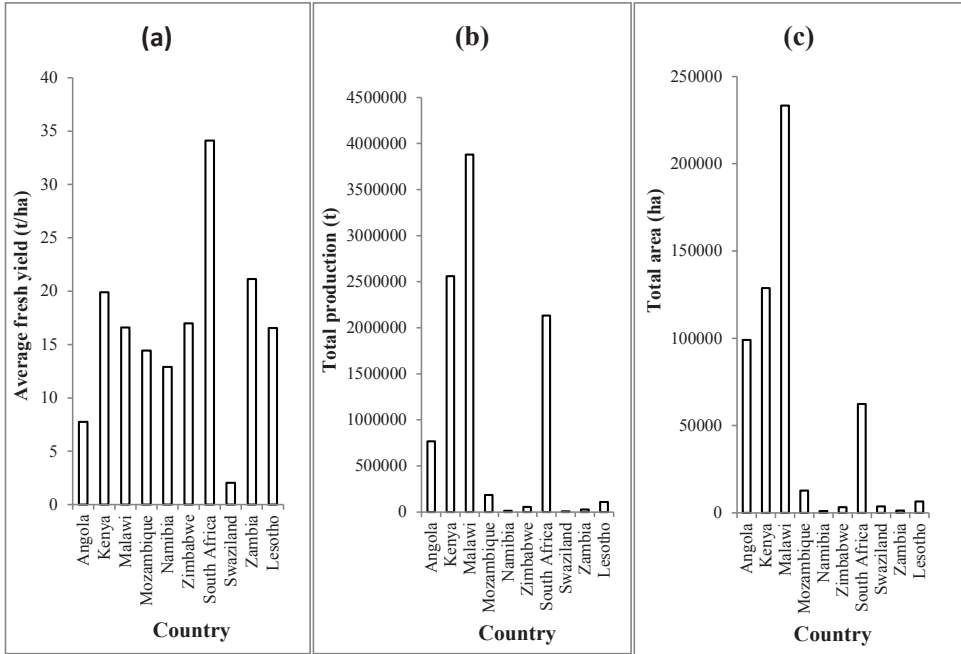 (a)
Average fresh yield (t/ha)
40
35
30
25
20
15
10
5
0
Angola
Kenya
Malawi
Mozambique
Namibia
Zimbabwe
South Africa
Swaziland
Zambia
Lesotho
Country
(b)
Total production (t)
4500000
4000000
3500000
3000000
2500000
2000000
1500000
1000000
500000
0
Angola
Kenya
Malawi
Mozambique
Namibia
Zimbabwe
South Africa
Swaziland
Zambia
Lesotho
Country
(c)
Total area (ha)
250000
200000
150000
100000
50000
0
Angola
Kenya
Malawi
Mozambique
Namibia
Zimbabwe
South Africa
Swaziland
Zambia
Lesotho
Country